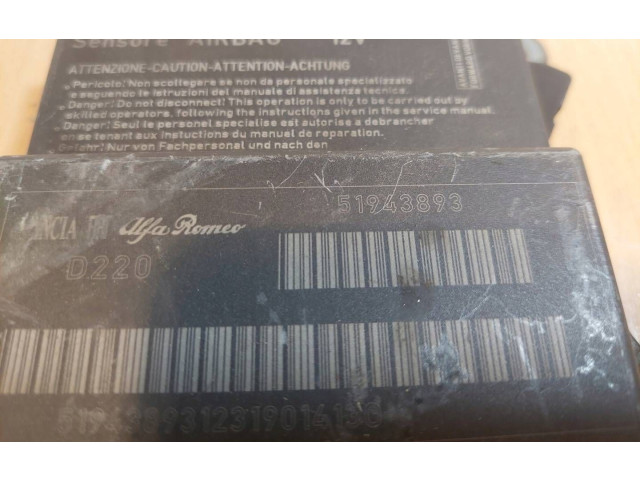 Sensore AIRBAG 12V
ATTENZIONE-CAUTION-ATTENTION-ACHTUNG
Pericolo: Non scollegare se non da personale specializzato
e seguendo le istruzioni del manuale di assistenza tecnica.
Danger: Do not disconnect: This operation is only to be carried out by
skilled operators, following the instructions given in the service manual.
Danger: Seul le personel specialise est autorise a debrancher
en se tenant aux instructions du manuel de reparation.
Gefahr: Nur von Fachpersonal und nach den
51943893
LANCIA Alfa Romeo
D220